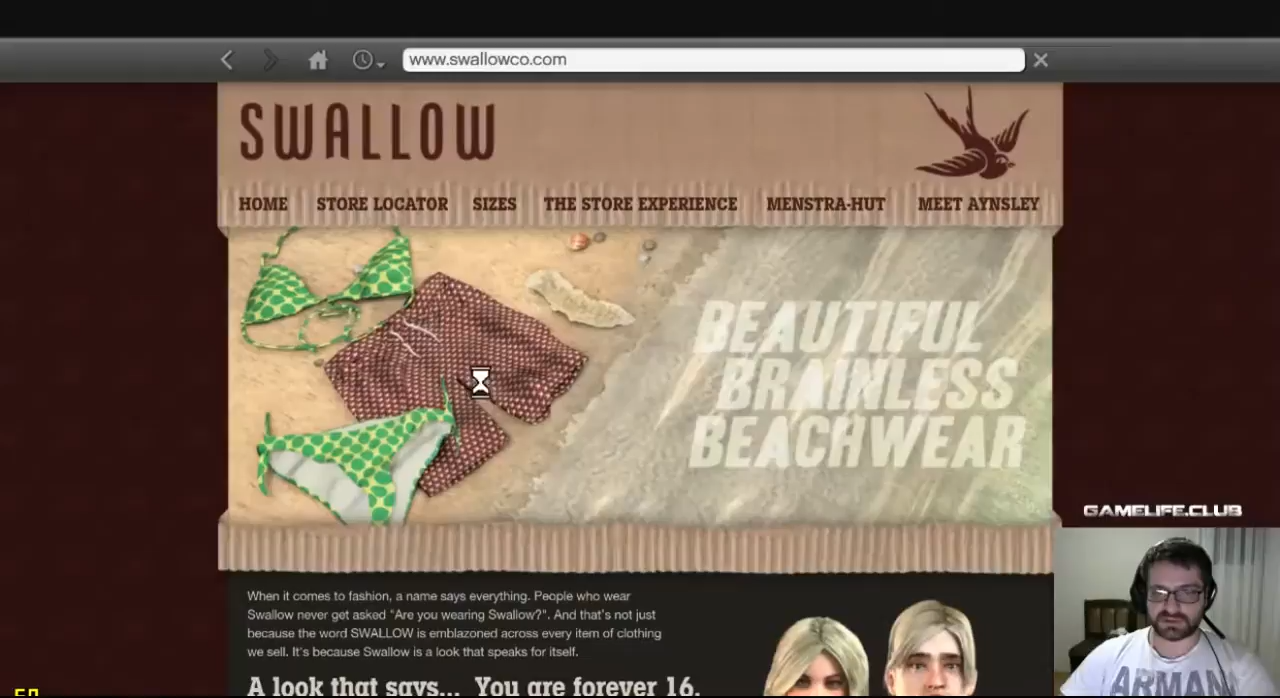 www.swallowco.com
SWALLOW
HOME STORE LOCATOR SIZES THE STORE EXPERIENCE MENSTRA-HUT MEET AYNSLEY
BEAUTIFUL
BRAINLESS
BEACHWEAR
GAMELIFE.CLUB
When it comes to fashion, a name says everything. People who wear
Swallow never get asked "Are you wearing Swallow?". And that's not just
because the word SWALLOW is emblazoned across every item of clothing
we sell. It's because Swallow is a look that speaks for itself.
A look that says... You are forever 16.
ARMANI